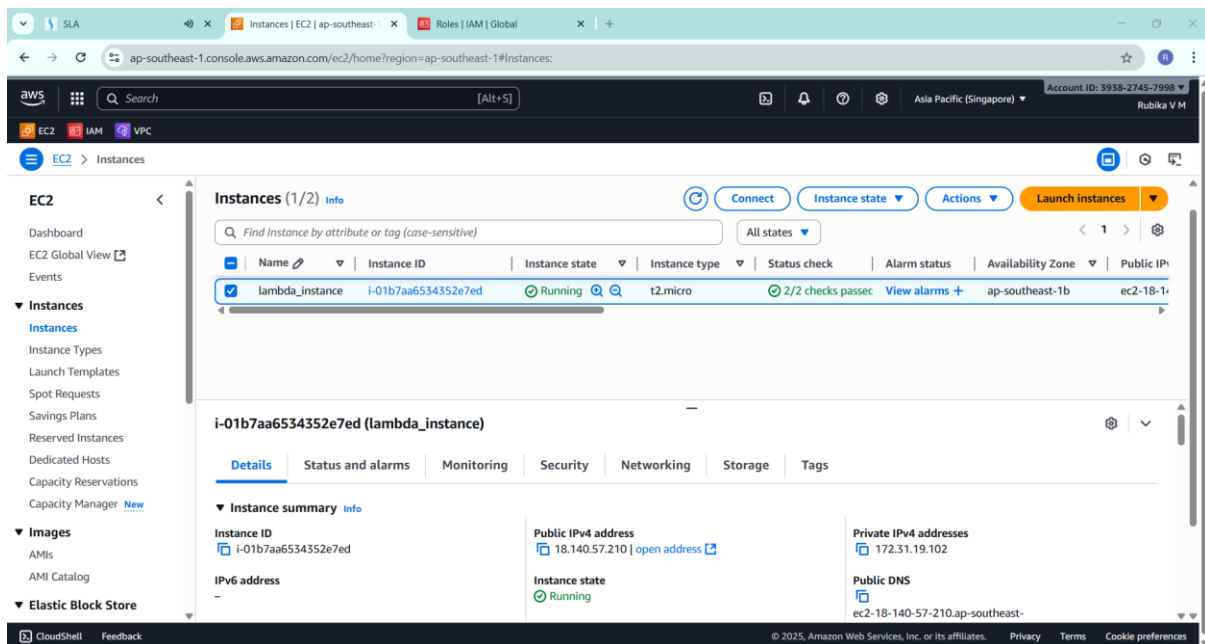 SLA
Instances | EC2 | ap-southeast-1
Roles | IAM | Global
ap-southeast-1.console.aws.amazon.com/ec2/home?region=ap-southeast-1#Instances:
R
aws
Search
[Alt+S]
Asia Pacific (Singapore)
Account ID: 3938-2745-7998
Rubika V M
EC2 IAM VPC
EC2 > Instances
EC2
Dashboard
EC2 Global View
Events
Instances
Instances
Instance Types
Launch Templates
Spot Requests
Savings Plans
Reserved Instances
Dedicated Hosts
Capacity Reservations
Capacity Manager New
Images
AMIs
AMI Catalog
Elastic Block Store
Instances (1/2) Info
Connect
Instance state
Actions
Launch instances
Find Instance by attribute or tag (case-sensitive)
All states
1
Name Instance ID Instance state Instance type Status check Alarm status Availability Zone Public IPv
lambda_instance i-01b7aa6534352e7ed Running t2.micro 2/2 checks passec View alarms + ap-southeast-1b ec2-18-14
i-01b7aa6534352e7ed (lambda_instance)
Details Status and alarms Monitoring Security Networking Storage Tags
Instance summary Info
Instance ID
i-01b7aa6534352e7ed
Public IPv4 address
18.140.57.210 | open address
Private IPv4 addresses
172.31.19.102
IPv6 address
–
Instance state
Running
Public DNS
ec2-18-140-57-210.ap-southeast-
CloudShell Feedback
© 2025, Amazon Web Services, Inc. or its affiliates. Privacy Terms Cookie preferences